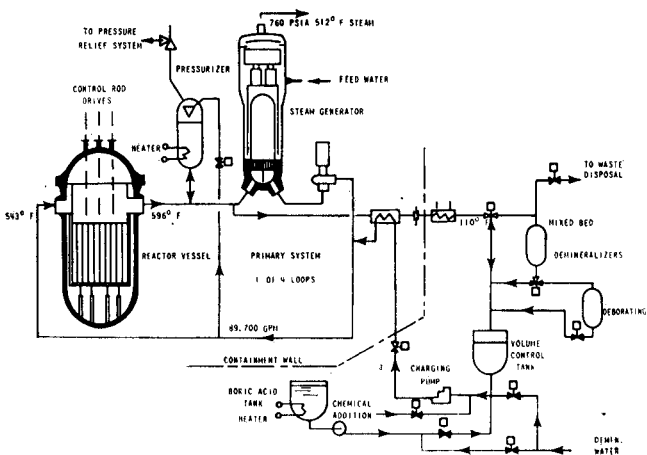 760 PSIA 512° F STEAM
TO PRESSURE
RELIEF SYSTEM
PRESSURIZER
FEED WATER
CONTROL ROD
DRIVES
STEAM GENERATOR
HEATER
TO WASTE
DISPOSAL
543° F
596° F
110° F
MIXED BED
DEMINERALIZERS
REACTOR VESSEL
PRIMARY SYSTEM
1 OF 4 LOOPS
DEBORATING
89,700 GPM
VOLUME
CONTROL
TANK
CONTAINMENT WALL
3
CHARGING
PUMP
BORIC ACID
TANK
HEATER
CHEMICAL
ADDITION
DEMIN.
WATER